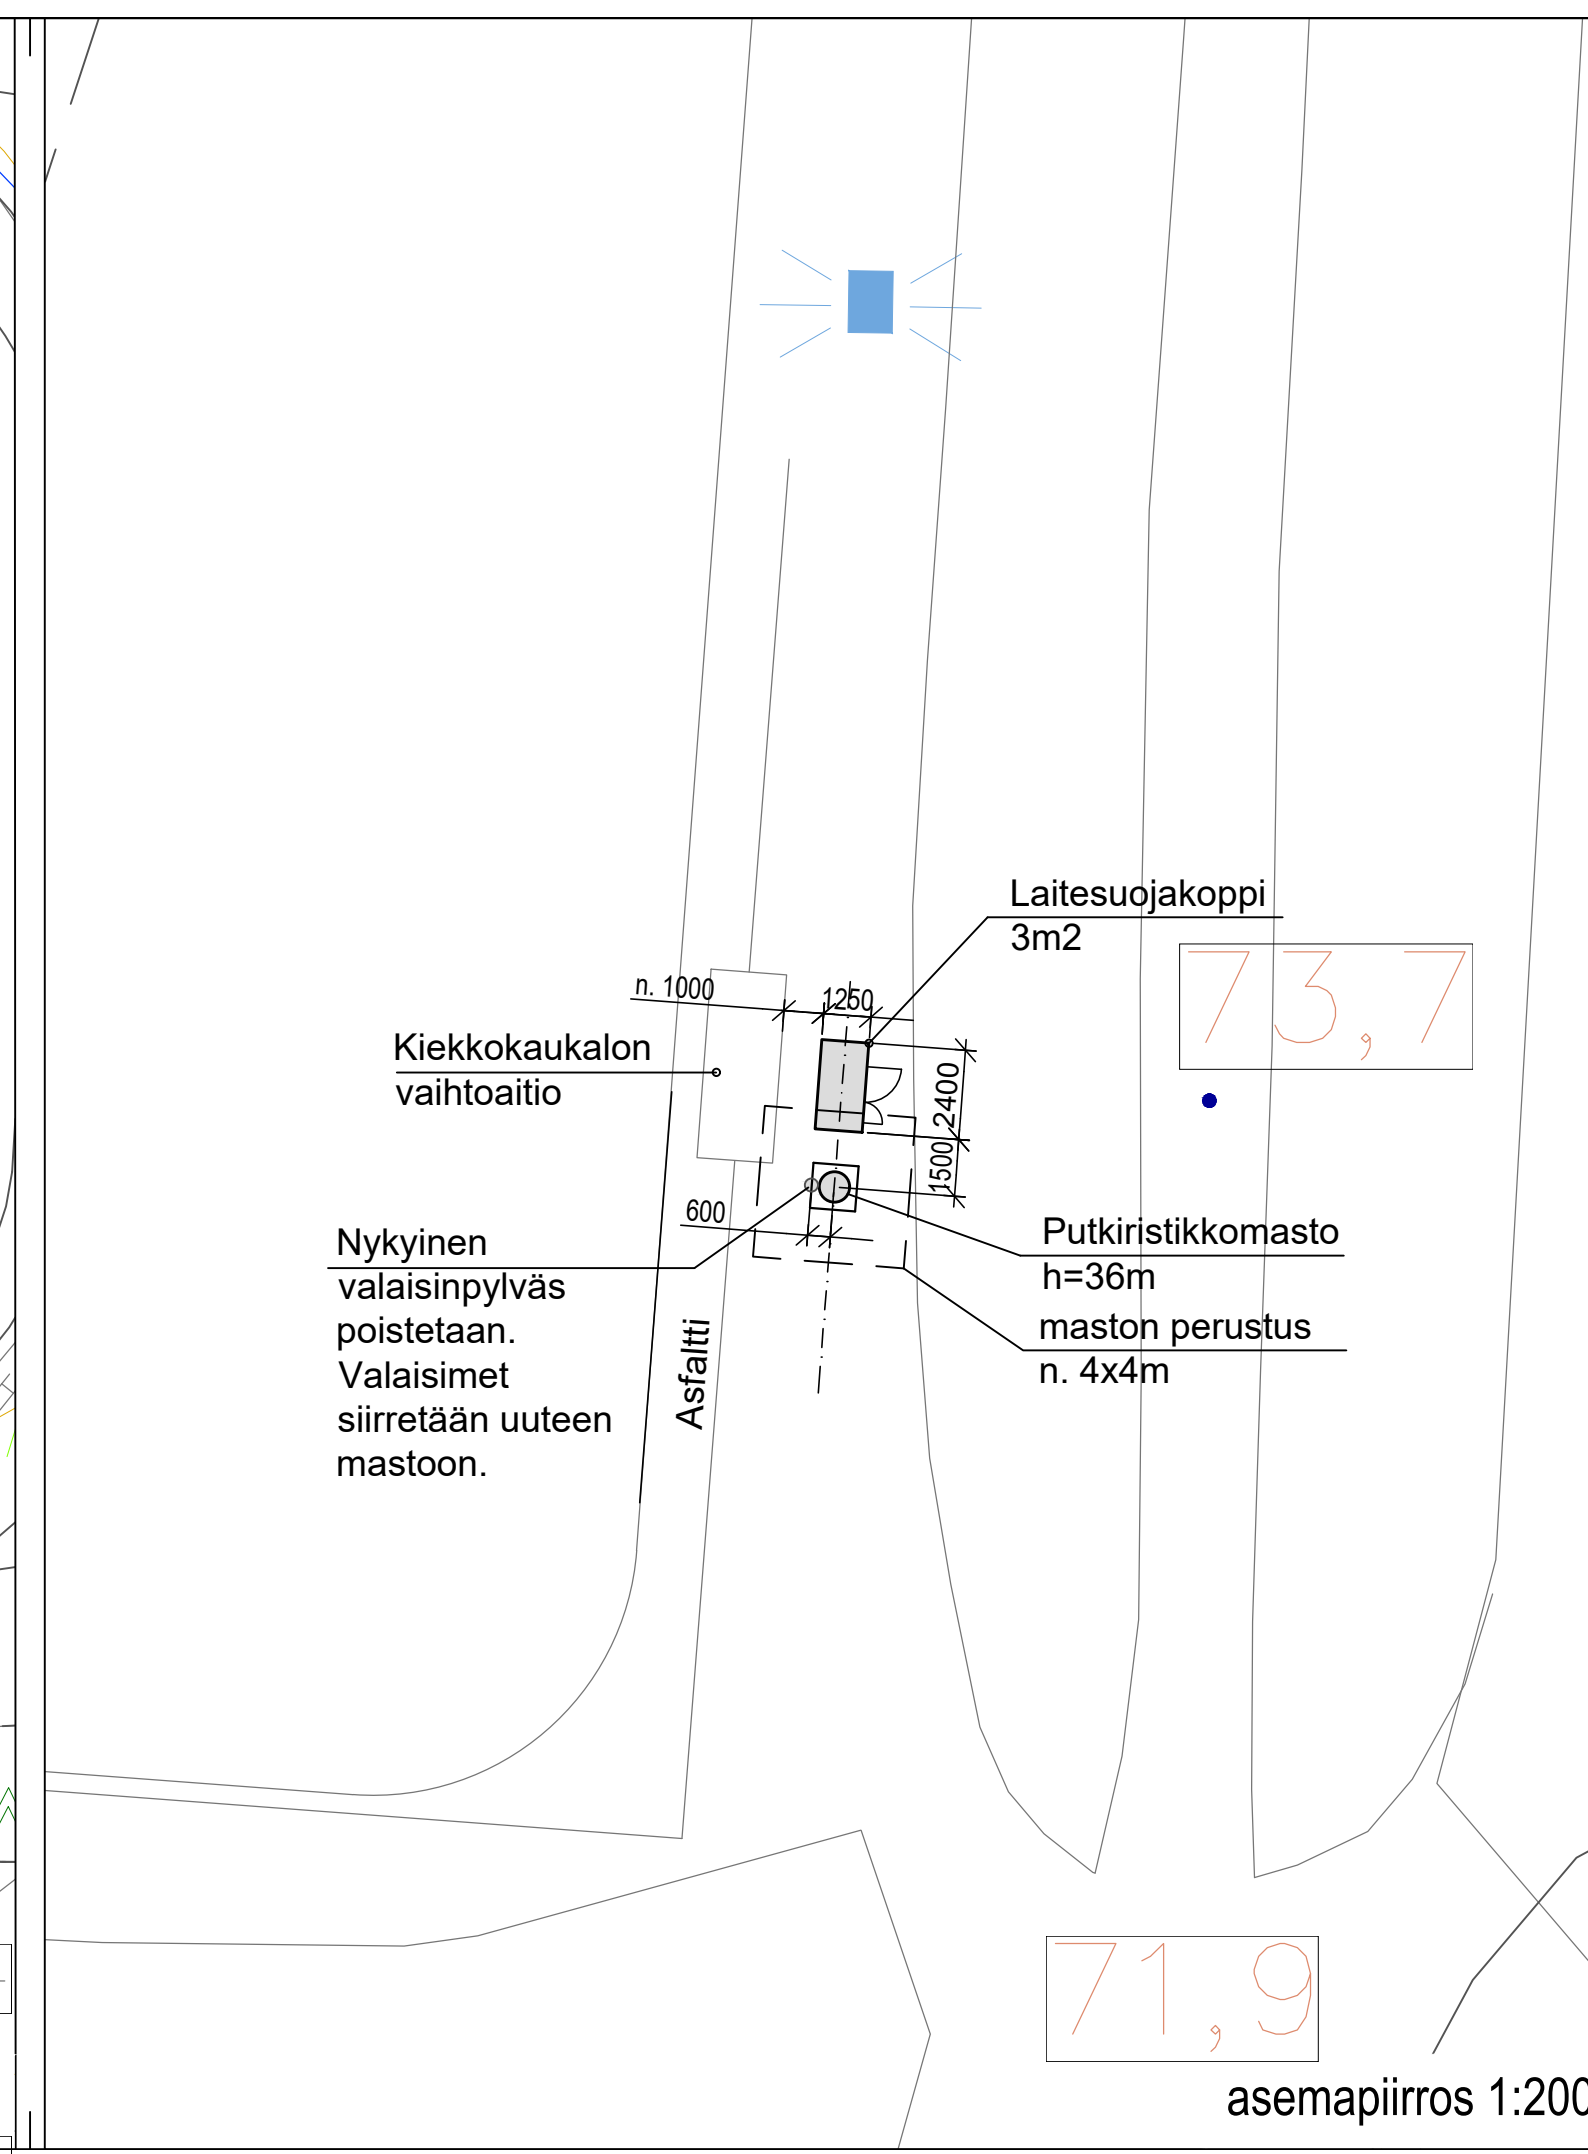 Laitesuojakoppi
3m2
73,7
n. 1000
1250
Kiekkokaukalon
vaihtoaitio
2400
1500
600
Nykyinen
valaisinpylväs
poistetaan.
Valaisimet
siirretään uuteen
mastoon.
Putkiristikkomasto
h=36m
maston perustus
n. 4x4m
Asfaltti
71,9
asemapiirros 1:200